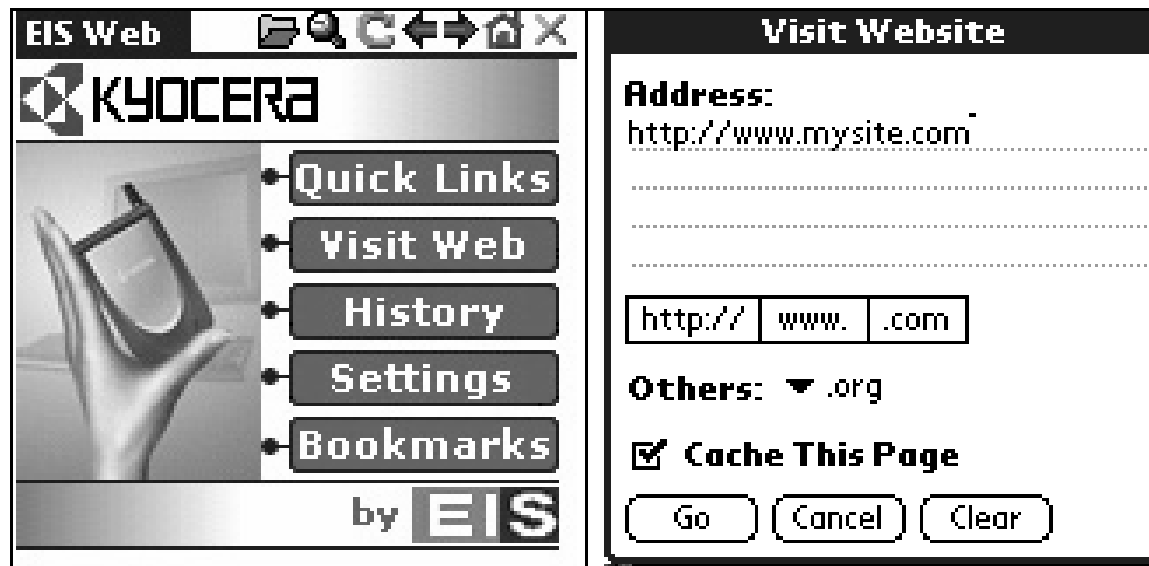 EIS Web
KYOCERA
Quick Links
Visit Web
History
Settings
Bookmarks
by EIS
Visit Website
Address:
http://www.mysite.com
http:// www. .com
Others: .org
Cache This Page
Go Cancel Clear